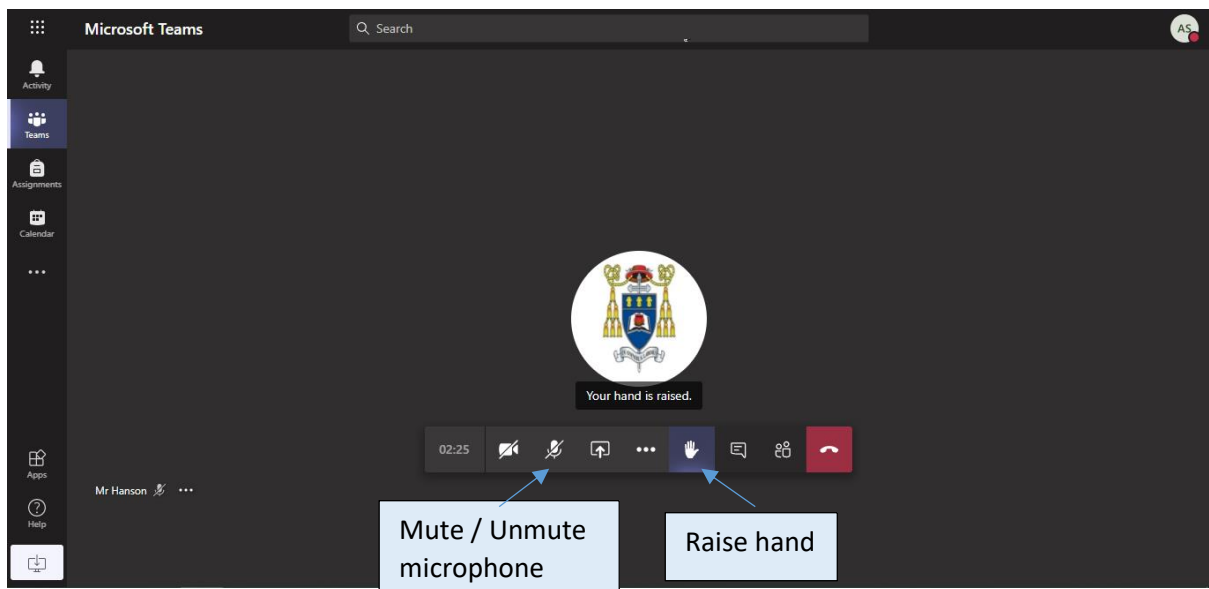 Microsoft Teams
Search
AS
Activity
Teams
Assignments
Calendar
Your hand is raised.
02:25
Apps
Mr Hanson
Help
Mute / Unmute
microphone
Raise hand